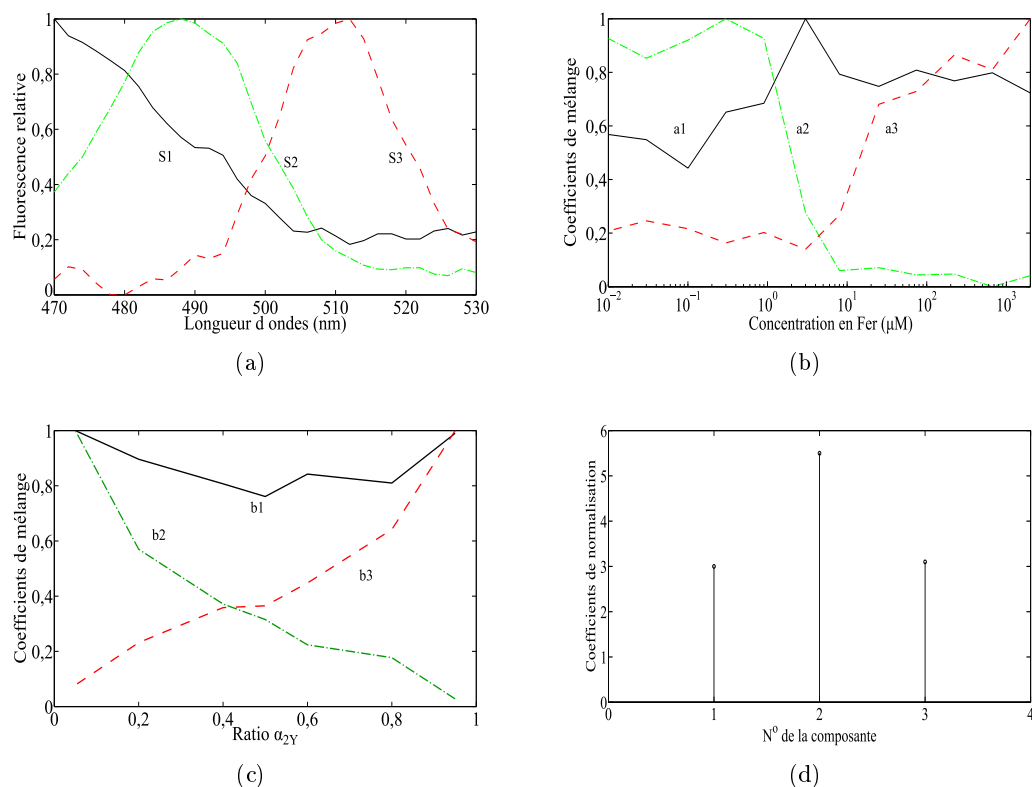 Fluorescence relative
1
0,8
0,6
0,4
0,2
0
S1
S2
S3
470 480 490 500 510 520 530
Longueur d ondes (nm)
(a)
Coefficients de mélange
1
0,8
0,6
0,4
0,2
0
a1
a2
a3
10⁻² 10⁻¹ 10⁰ 10¹ 10² 10³
Concentration en Fer (µM)
(b)
Coefficients de mélange
1
0,8
0,6
0,4
0,2
0
b1
b2
b3
0 0,2 0,4 0,6 0,8 1
Ratio α2Y
(c)
Coefficients de normalisation
6
5
4
3
2
1
0
0 1 2 3 4
N° de la composante
(d)